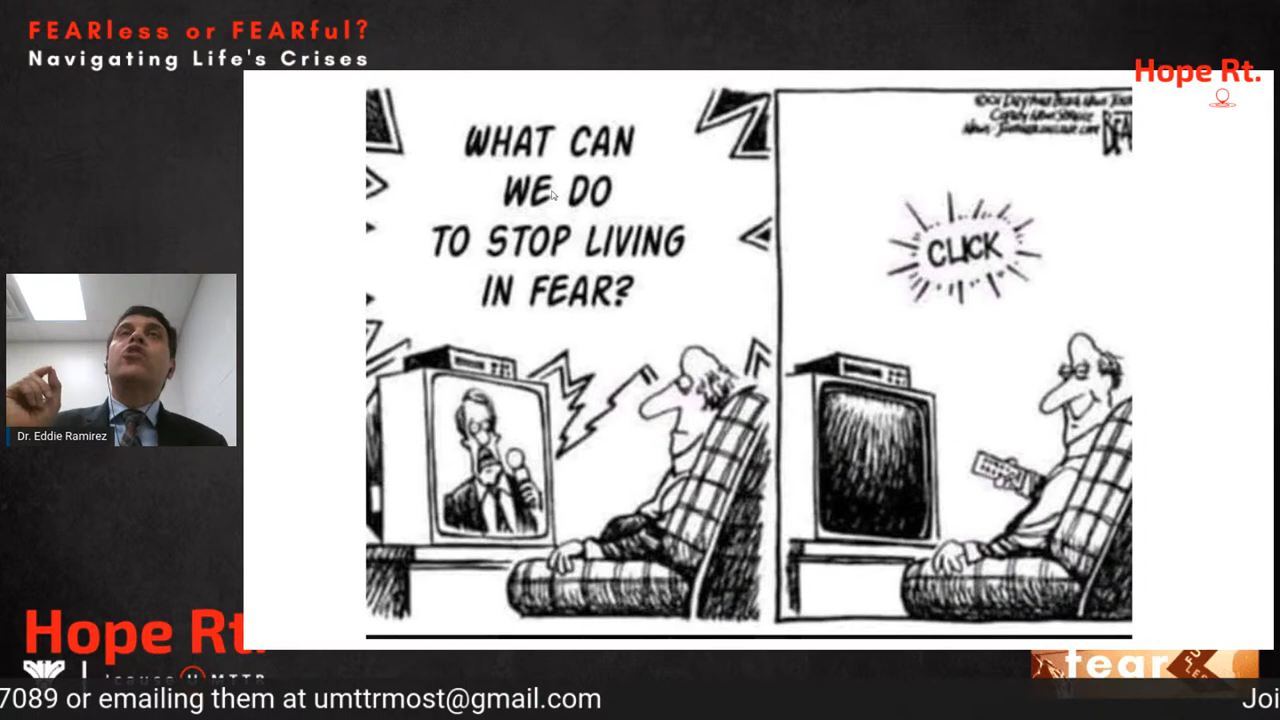 FEARless or FEARful?
Navigating Life's Crises
Hope Rt.
WHAT CAN
WE DO
TO STOP LIVING
IN FEAR?
CLICK
Dr. Eddie Ramirez
Hope Rt.
fear
7089 or emailing them at umttrmost@gmail.com
Joi